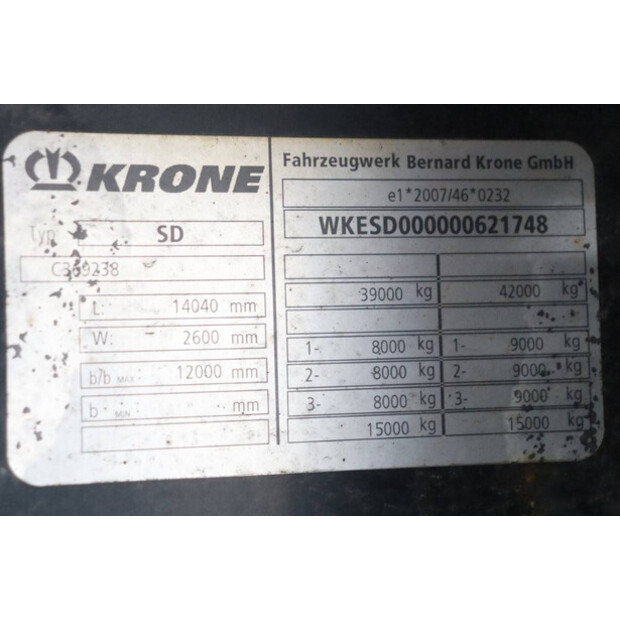 KRONE
Typ SD
C339238
L: 14040 mm
W: 2600 mm
b/b MAX: 12000 mm
b MIN mm
Fahrzeugwerk Bernard Krone GmbH
e1*2007/46*0232
WKESD000000621748
39000 kg 42000 kg
1- 8000 kg 1- 9000 kg
2- 8000 kg 2- 9000 kg
3- 8000 kg 3- 9000 kg
15000 kg 15000 kg